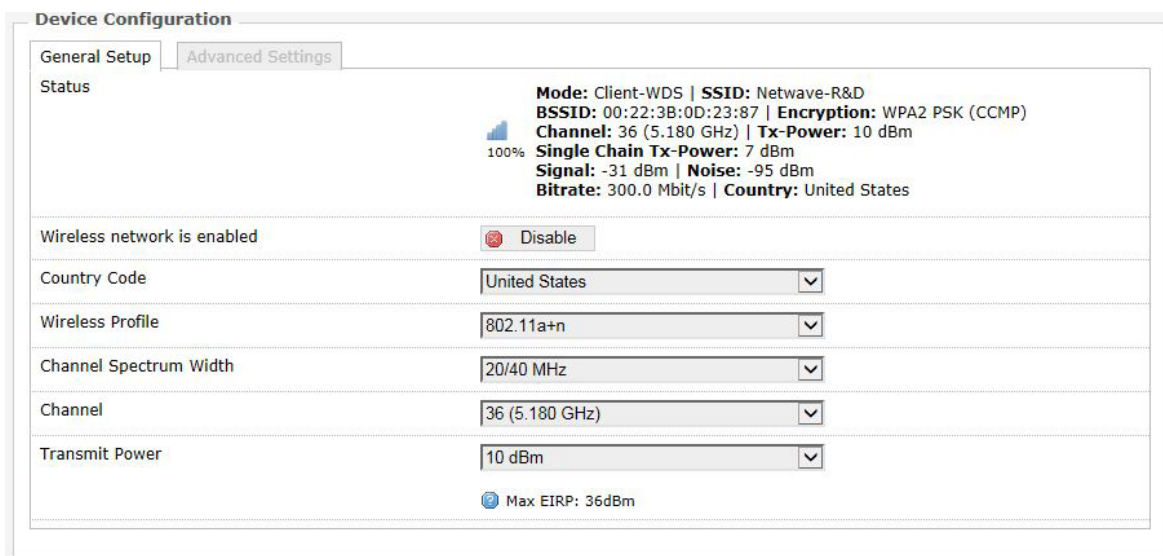 Device Configuration
General Setup
Advanced Settings
Status
Mode: Client-WDS | SSID: Netwave-R&D
BSSID: 00:22:3B:0D:23:87 | Encryption: WPA2 PSK (CCMP)
Channel: 36 (5.180 GHz) | Tx-Power: 10 dBm
100% Single Chain Tx-Power: 7 dBm
Signal: -31 dBm | Noise: -95 dBm
Bitrate: 300.0 Mbit/s | Country: United States
Wireless network is enabled
Disable
Country Code
United States
Wireless Profile
802.11a+n
Channel Spectrum Width
20/40 MHz
Channel
36 (5.180 GHz)
Transmit Power
10 dBm
Max EIRP: 36dBm